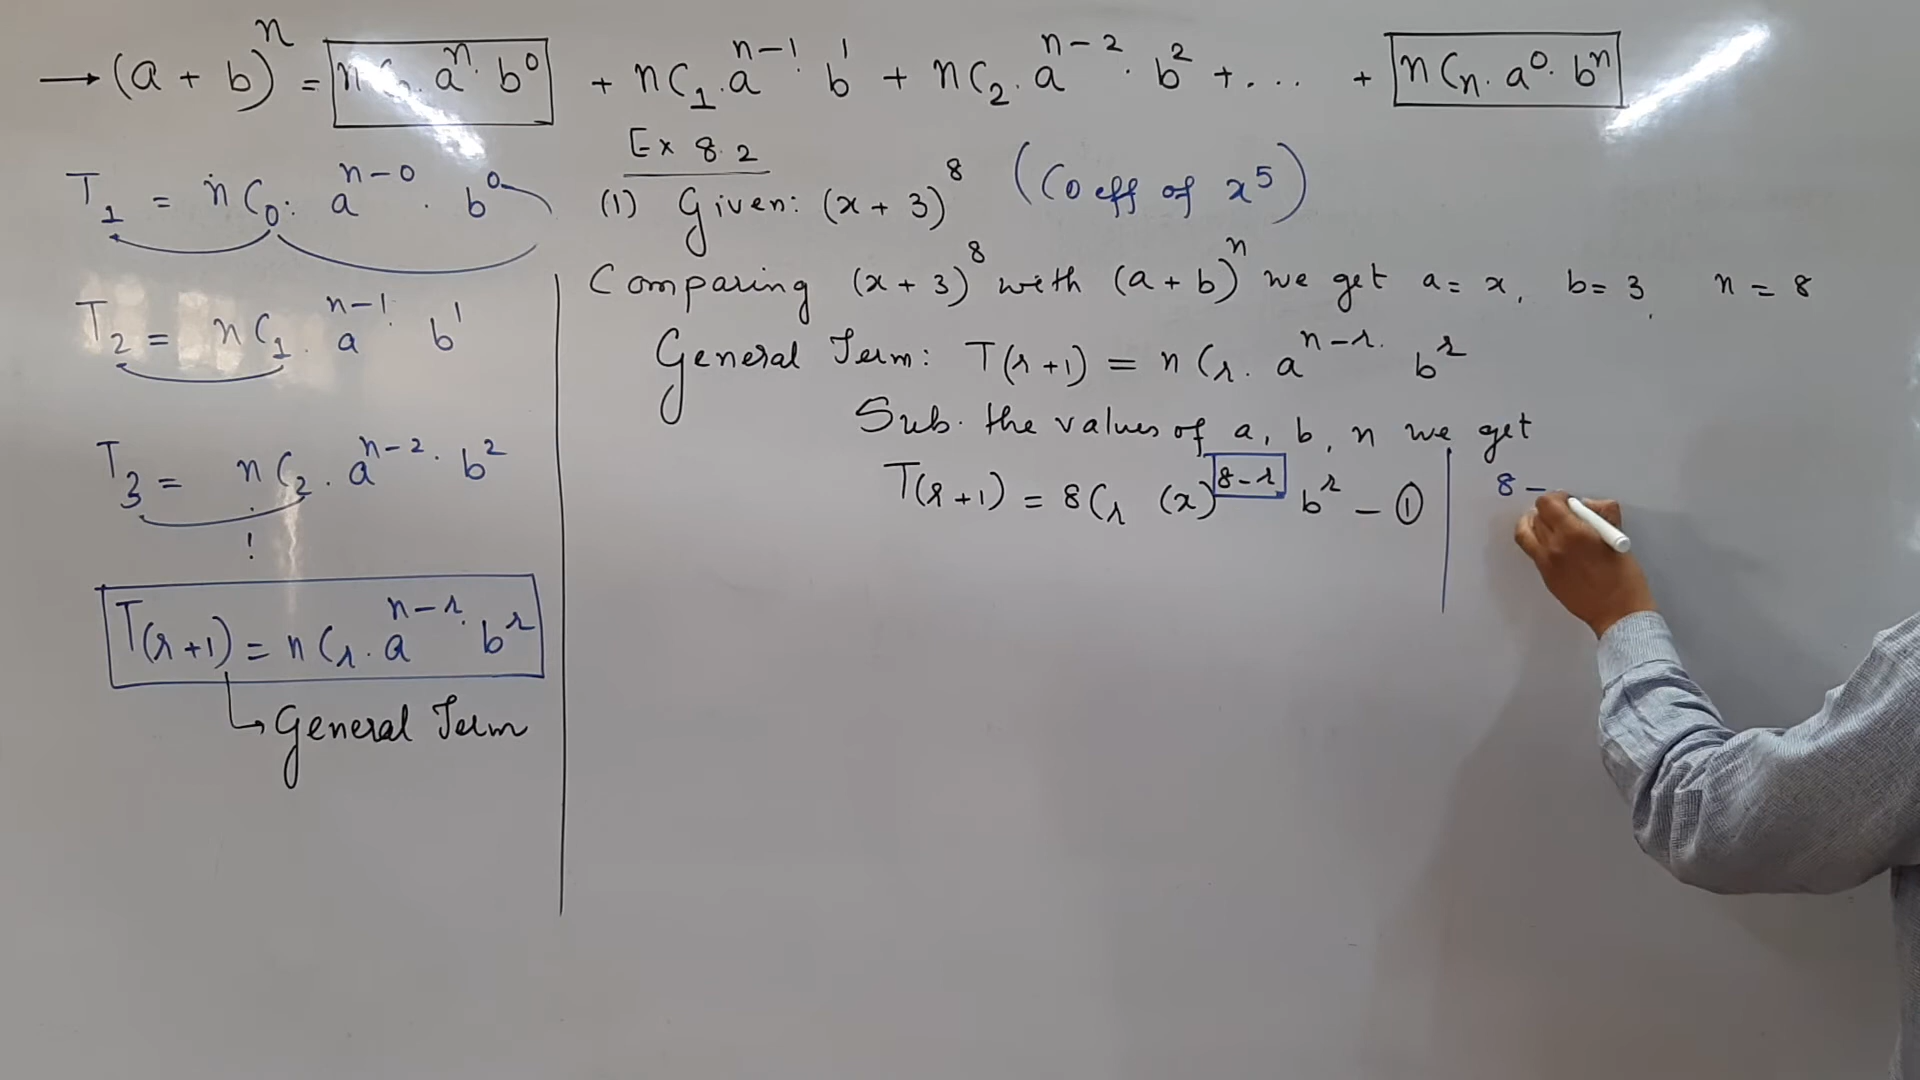 → (a + b)^n = nC . a^n . b^0 + nC₁ . a^(n-1) . b^1 + nC₂ . a^(n-2) . b^2 + . . . + nCₙ . a^0 . b^n
T₁ = nC₀ . a^(n-0) . b^0
T₂ = nC₁ . a^(n-1) . b^1
T₃ = nC₂ . a^(n-2) . b^2
!
T(r+1) = nCr . a^(n-r) . b^r
↳ General Term
Ex 8.2
(1) Given: (x + 3)^8 (Coeff of x^5)
Comparing (x + 3)^8 with (a + b)^n we get a = x, b = 3, n = 8
General Term: T(r+1) = nCr . a^(n-r) . b^r
Sub. the values of a, b, n we get
T(r+1) = 8Cr (x)^(8-r) b^r – ①
8 –